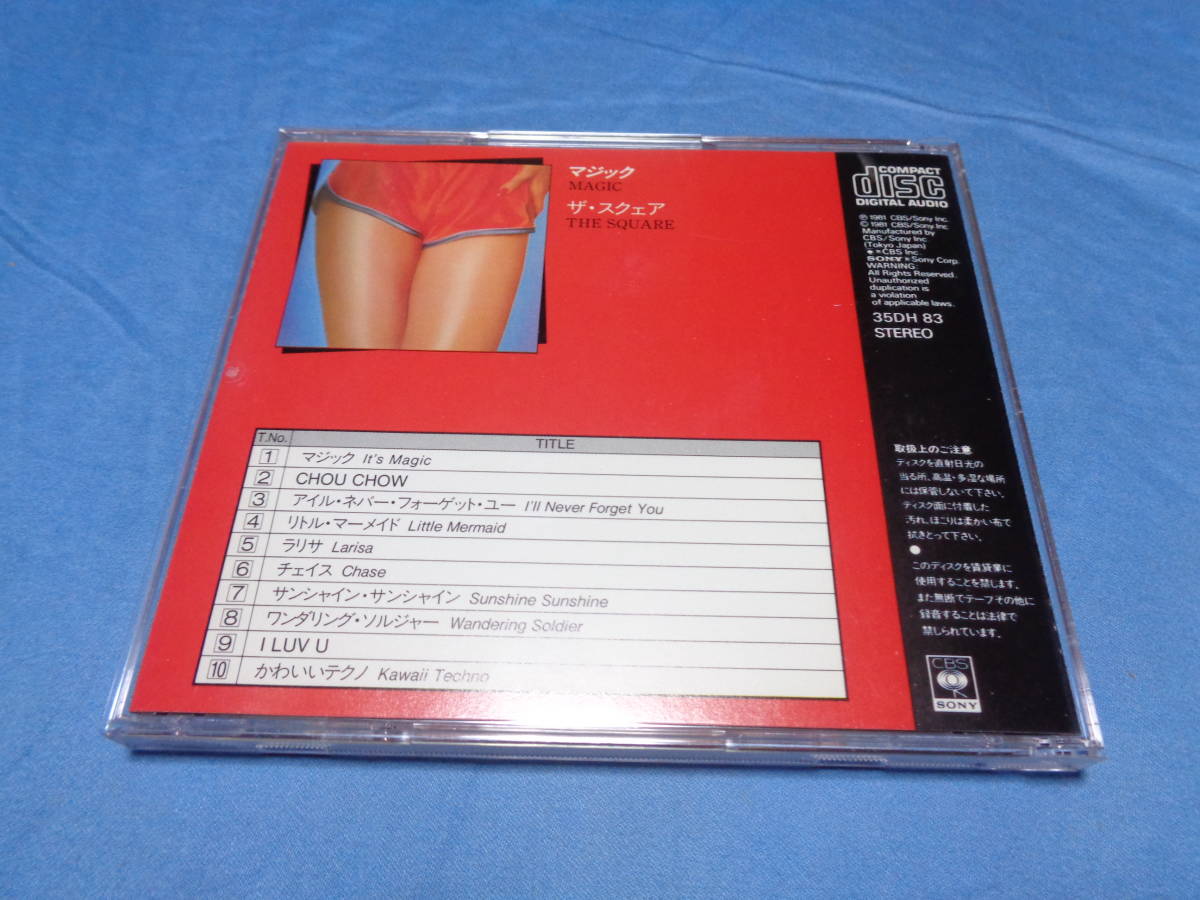 マジック
MAGIC
ザ・スクェア
THE SQUARE
COMPACT
disc
DIGITAL AUDIO
℗ 1981 CBS/Sony Inc.
© 1981 CBS/Sony Inc
Manufactured by
CBS/Sony Inc
(Tokyo Japan)
CBS Inc.
SONY ® Sony Corp.
WARNING:
All Rights Reserved.
Unauthorized
duplication is
a violation
of applicable laws.
35DH 83
STEREO
T.No. TITLE
1 マジック It's Magic
2 CHOU CHOW
3 アイル・ネバー・フォーゲット・ユー I'll Never Forget You
4 リトル・マーメイド Little Mermaid
5 ラリサ Larisa
6 チェイス Chase
7 サンシャイン・サンシャイン Sunshine Sunshine
8 ワンダリング・ソルジャー Wandering Soldier
9 I LUV U
10 かわいいテクノ Kawaii Techno
取扱上のご注意
ディスクを直射日光の
当る所、高温・多湿な場所
には保管しないで下さい。
ディスク面に付着した
汚れ、ほこりは柔かい布で
拭きとって下さい。
●
このディスクを賃貸業に
使用することを禁じます。
また無断でテープその他に
録音することは法律で
禁じられています。
CBS
SONY